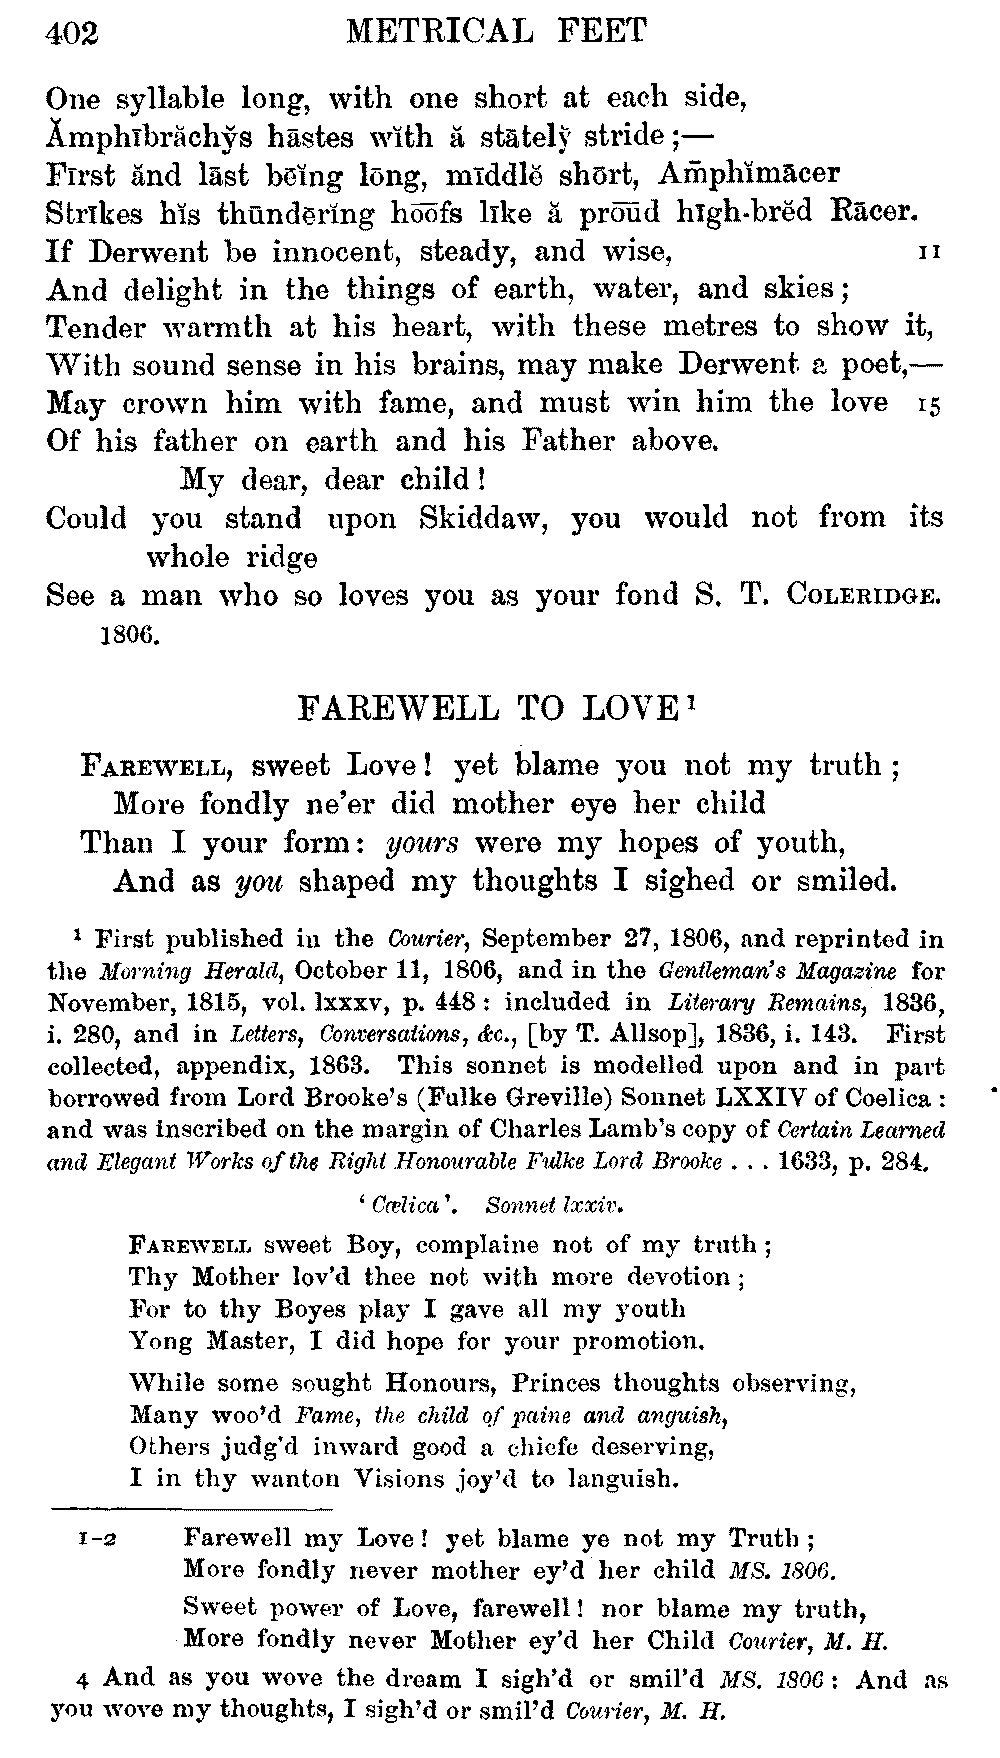 402 METRICAL FEET
One syllable long, with one short at each side,
Ămphībrăchy̆s hāstes wĭth ă stātely̆ stride;—
Fīrst ănd lāst bēĭng lōng, mīddlĕ shōrt, Am̄phĭmācer
Strīkes hĭs thūndērĭng hōōfs līke ă prōūd hīgh-brĕd Rācer.
If Derwent be innocent, steady, and wise, 11
And delight in the things of earth, water, and skies;
Tender warmth at his heart, with these metres to show it,
With sound sense in his brains, may make Derwent a poet,—
May crown him with fame, and must win him the love 15
Of his father on earth and his Father above.
My dear, dear child!
Could you stand upon Skiddaw, you would not from its
whole ridge
See a man who so loves you as your fond S. T. COLERIDGE.
1806.
FAREWELL TO LOVE¹
FAREWELL, sweet Love! yet blame you not my truth;
More fondly ne'er did mother eye her child
Than I your form: yours were my hopes of youth,
And as you shaped my thoughts I sighed or smiled.
¹ First published in the Courier, September 27, 1806, and reprinted in
the Morning Herald, October 11, 1806, and in the Gentleman's Magazine for
November, 1815, vol. lxxxv, p. 448: included in Literary Remains, 1836,
i. 280, and in Letters, Conversations, &c., [by T. Allsop], 1836, i. 143. First
collected, appendix, 1863. This sonnet is modelled upon and in part
borrowed from Lord Brooke's (Fulke Greville) Sonnet LXXIV of Coelica:
and was inscribed on the margin of Charles Lamb's copy of Certain Learned
and Elegant Works of the Right Honourable Fulke Lord Brooke . . . 1633, p. 284.
'Cœlica'. Sonnet lxxiv.
FAREWELL sweet Boy, complaine not of my truth;
Thy Mother lov'd thee not with more devotion;
For to thy Boyes play I gave all my youth
Yong Master, I did hope for your promotion.
While some sought Honours, Princes thoughts observing,
Many woo'd Fame, the child of paine and anguish,
Others judg'd inward good a chiefe deserving,
I in thy wanton Visions joy'd to languish.
1-2 Farewell my Love! yet blame ye not my Truth;
More fondly never mother ey'd her child MS. 1806.
Sweet power of Love, farewell! nor blame my truth,
More fondly never Mother ey'd her Child Courier, M. H.
4 And as you wove the dream I sigh'd or smil'd MS. 1806: And as
you wove my thoughts, I sigh'd or smil'd Courier, M. H.